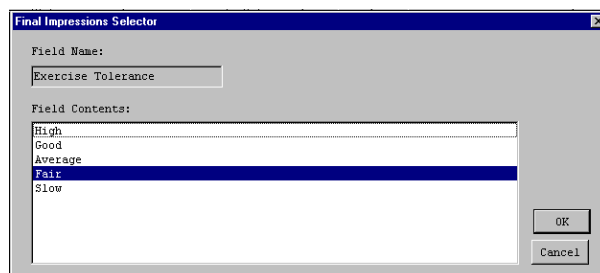 Final Impressions Selector
Field Name:
Exercise Tolerance
Field Contents:
High
Good
Average
Fair
Slow
OK
Cancel